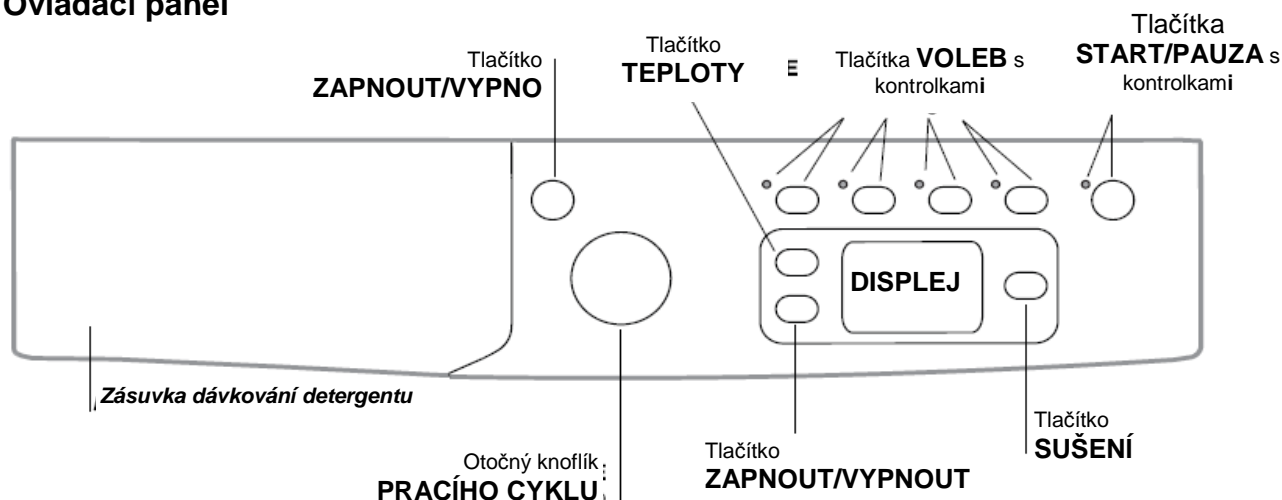 Ovládací panel
Tlačítko
ZAPNOUT/VYPNO
Tlačítko
TEPLOTY
E
Tlačítka VOLEB s
kontrolkami
Tlačítka
START/PAUZA s
kontrolkami
DISPLEJ
Zásuvka dávkování detergentu
Otočný knoflík
PRACÍHO CYKLU
Tlačítko
ZAPNOUT/VYPNOUT
Tlačítko
SUŠENÍ